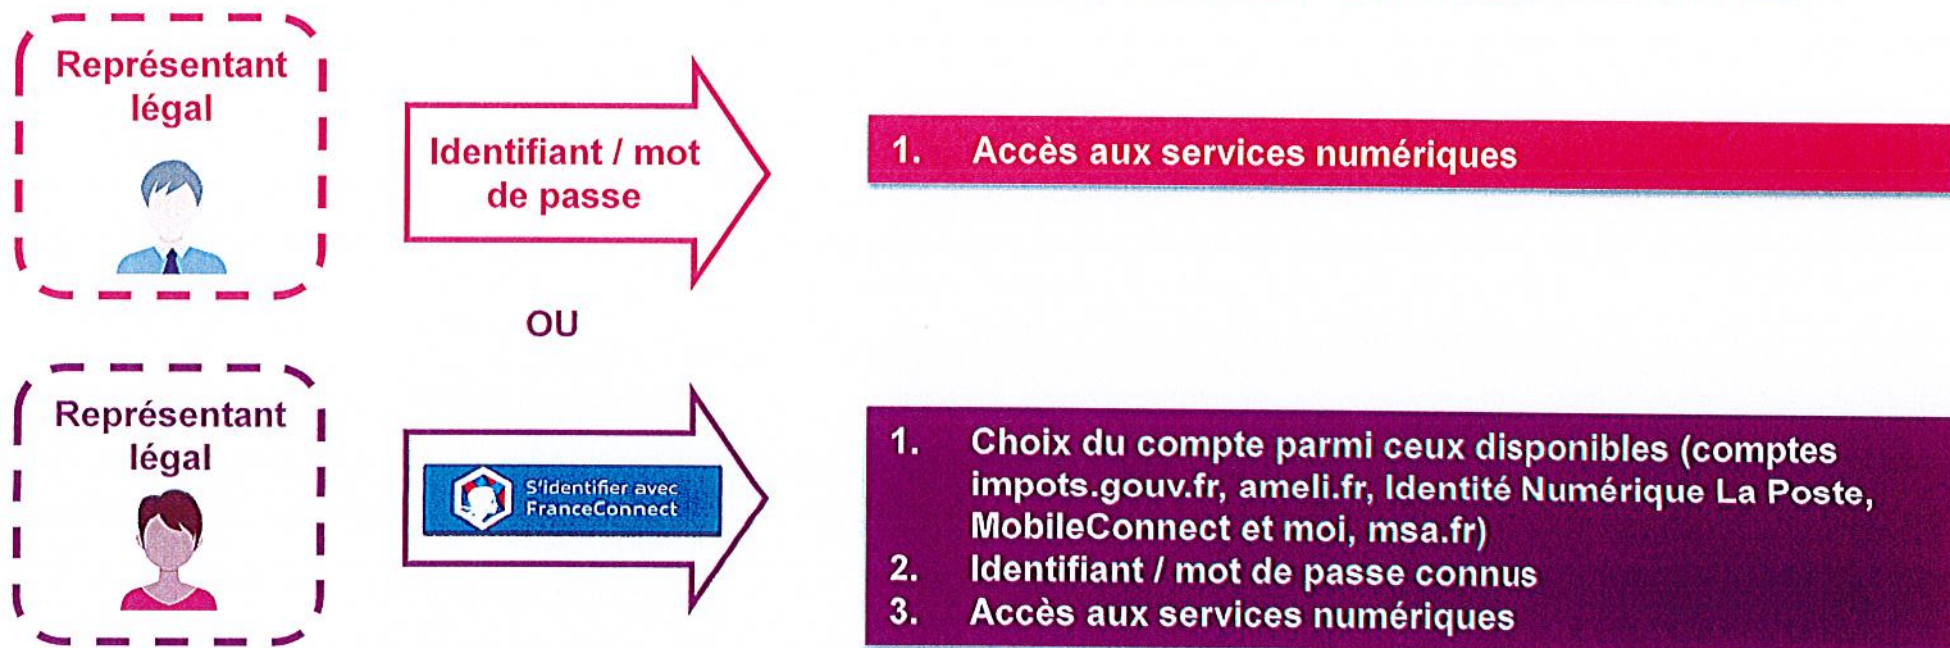 Représentant
légal
Identifiant / mot
de passe
1. Accès aux services numériques
OU
Représentant
légal
S'identifier avec
FranceConnect
1. Choix du compte parmi ceux disponibles (comptes
impots.gouv.fr, ameli.fr, Identité Numérique La Poste,
MobileConnect et moi, msa.fr)
2. Identifiant / mot de passe connus
3. Accès aux services numériques